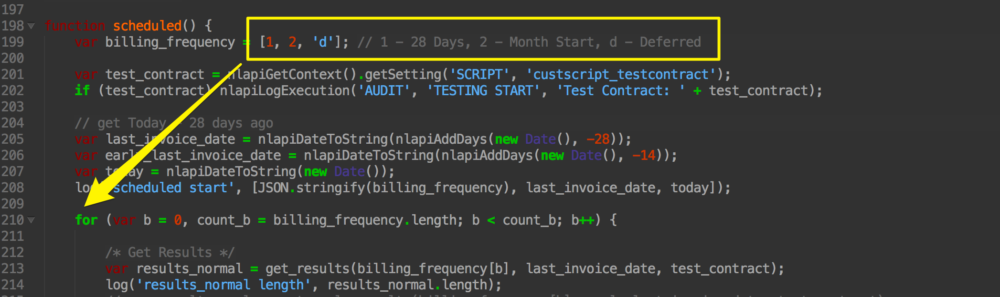 197
198 function scheduled() {
199 var billing_frequency = [1, 2, 'd']; // 1 - 28 Days, 2 - Month Start, d - Deferred
200
201 var test_contract = nlapiGetContext().getSetting('SCRIPT', 'custscript_testcontract');
202 if (test_contract) nlapiLogExecution('AUDIT', 'TESTING START', 'Test Contract: ' + test_contract);
203
204 // get Today - 28 days ago
205 var last_invoice_date = nlapiDateToString(nlapiAddDays(new Date(), -28));
206 var early_last_invoice_date = nlapiDateToString(nlapiAddDays(new Date(), -14));
207 var today = nlapiDateToString(new Date());
208 log('scheduled start', [JSON.stringify(billing_frequency), last_invoice_date, today]);
209
210 for (var b = 0, count_b = billing_frequency.length; b < count_b; b++) {
211
212 /* Get Results */
213 var results_normal = get_results(billing_frequency[b], last_invoice_date, test_contract);
214 log('results_normal length', results_normal.length);